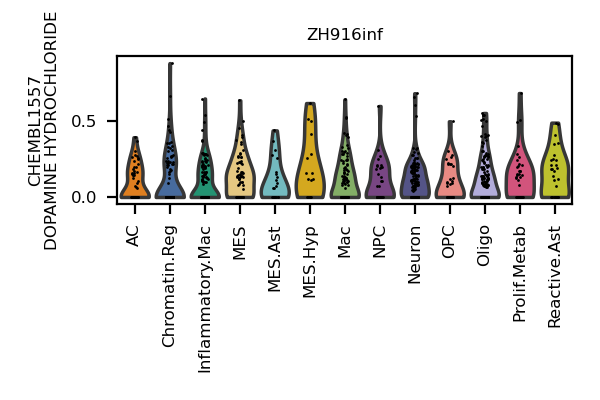 ZH916inf
CHEMBL1557
DOPAMINE HYDROCHLORIDE
0.5
0.0
AC
Chromatin.Reg
Inflammatory.Mac
MES
MES.Ast
MES.Hyp
Mac
NPC
Neuron
OPC
Oligo
Prolif.Metab
Reactive.Ast